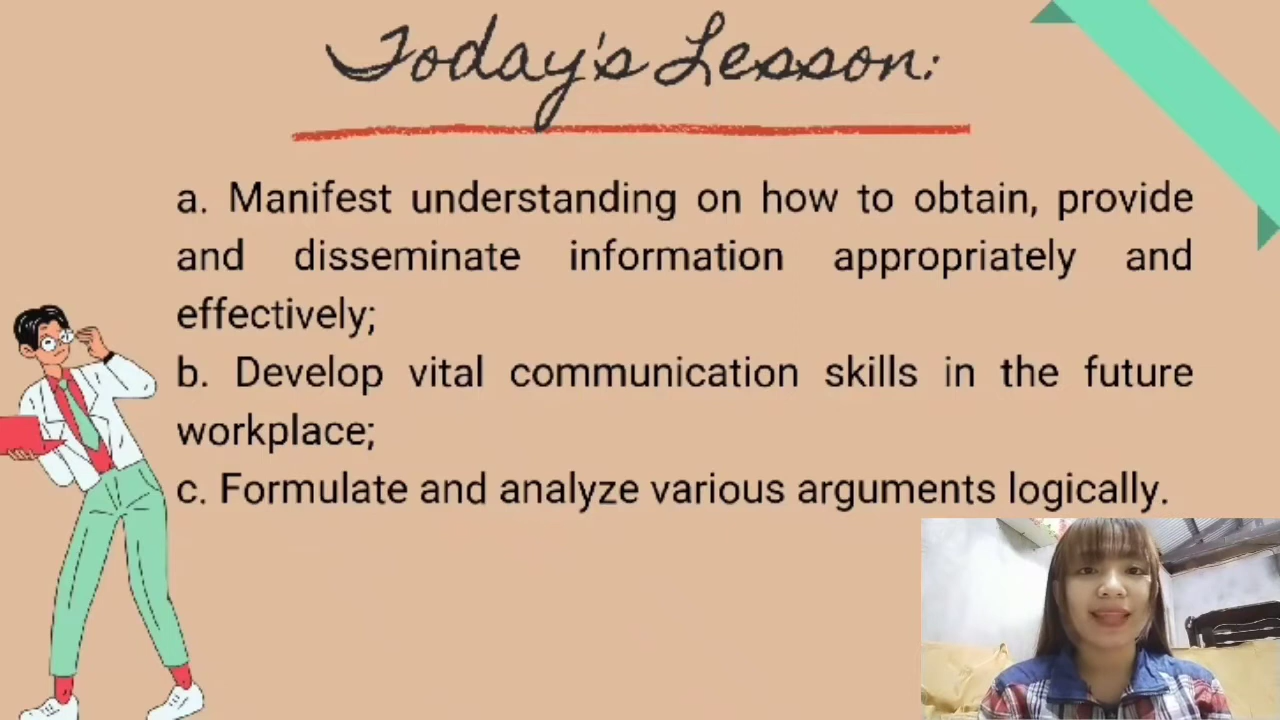 Today's Lesson:
a. Manifest understanding on how to obtain, provide
and disseminate information appropriately and
effectively;
b. Develop vital communication skills in the future
workplace;
c. Formulate and analyze various arguments logically.